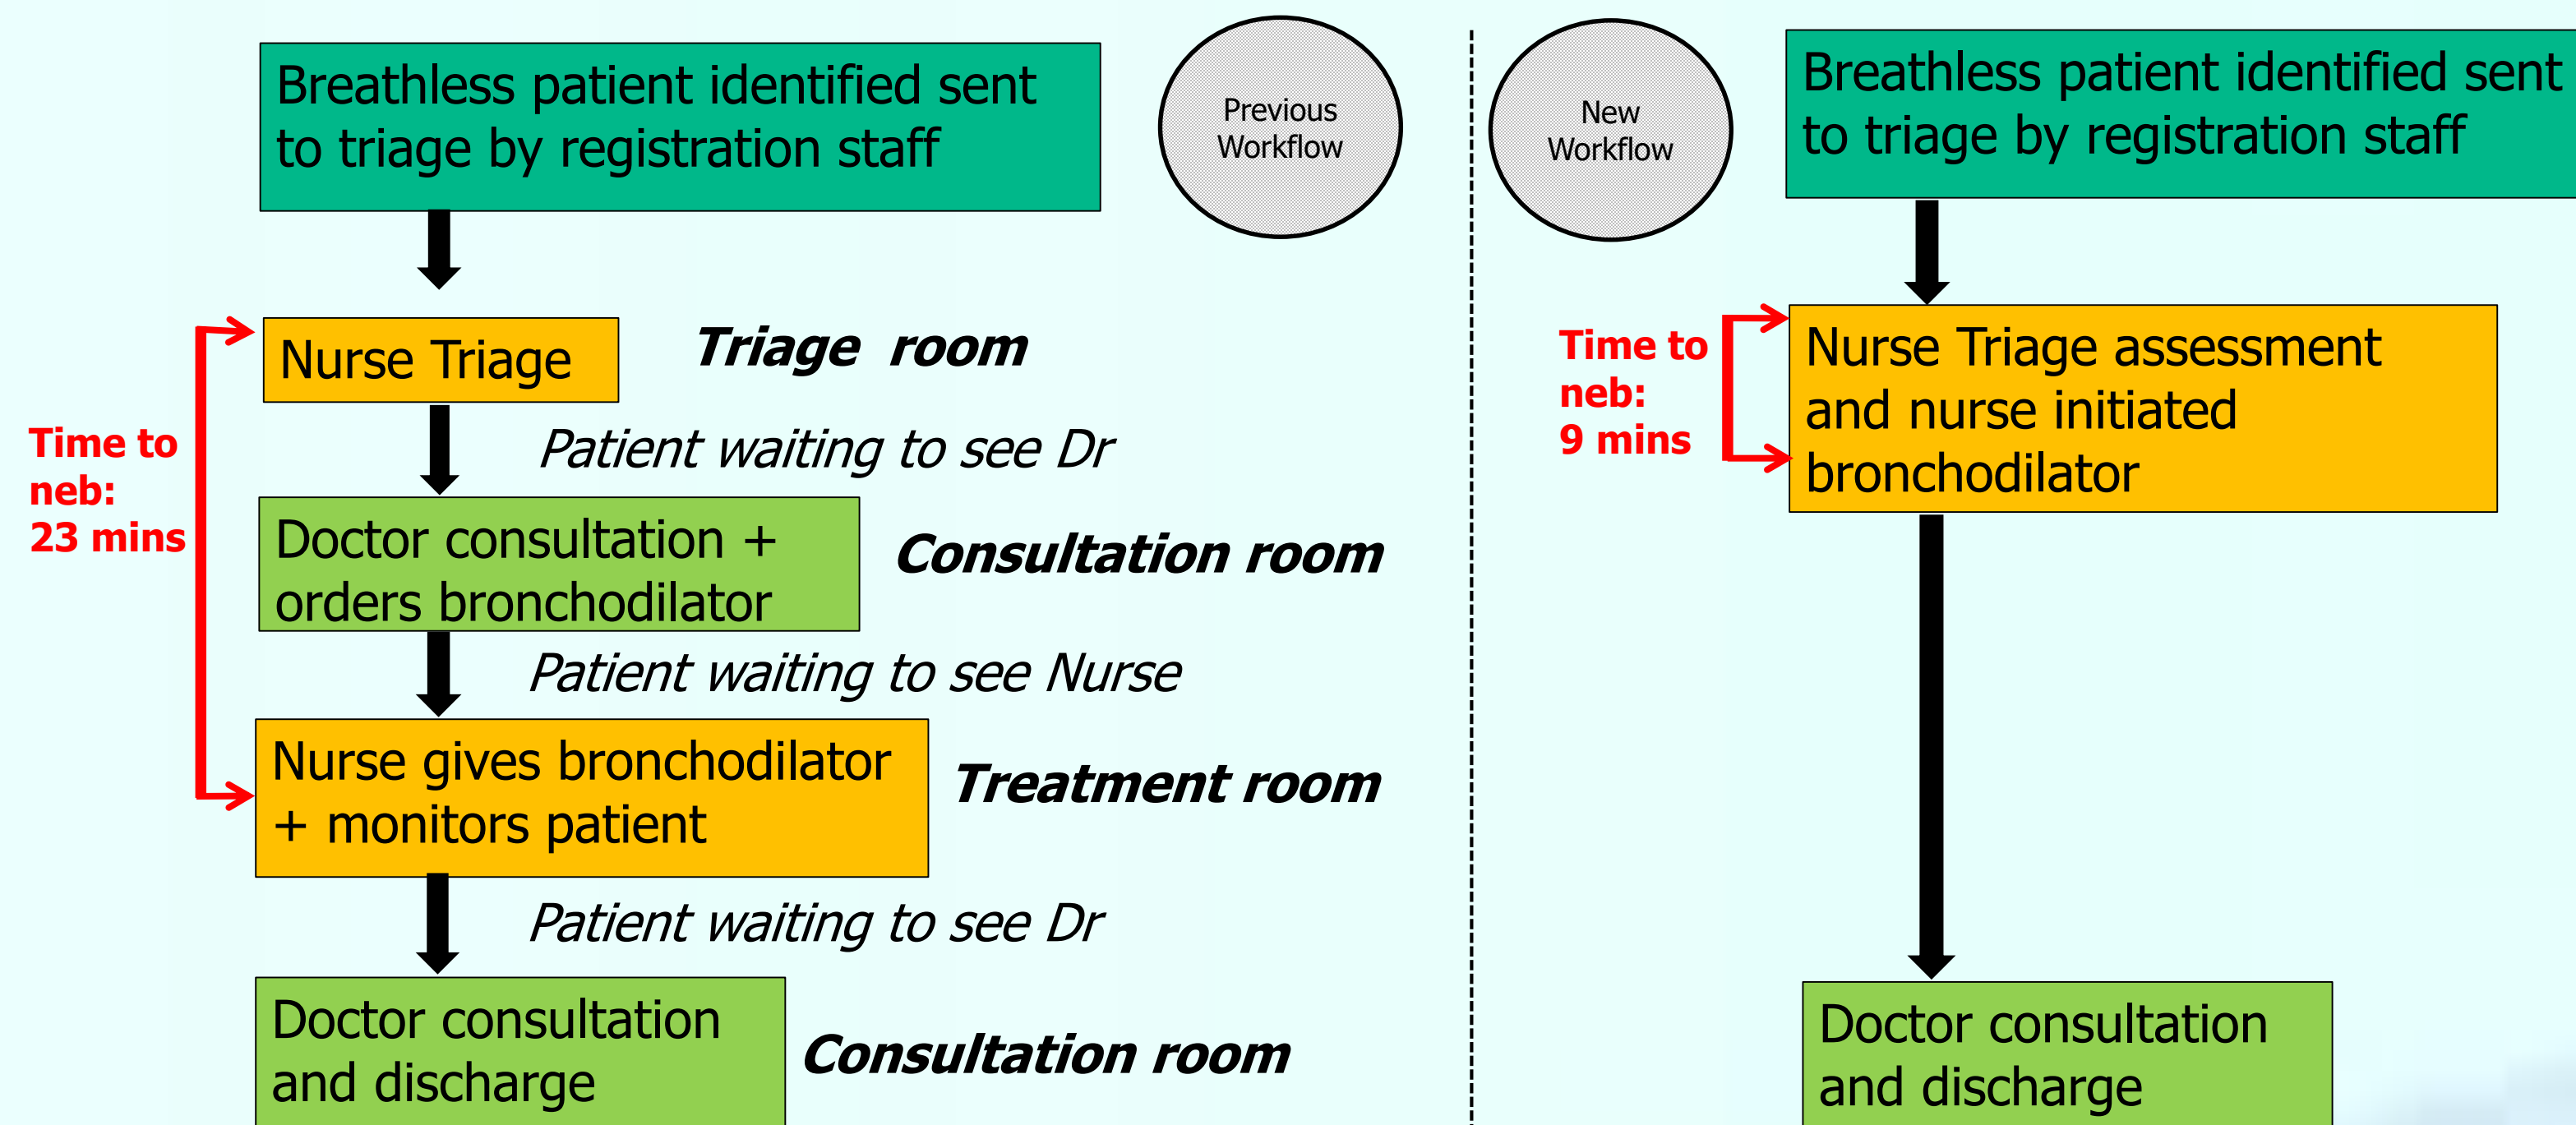 Breathless patient identified sent
to triage by registration staff
Previous
Workflow
Nurse Triage
Triage room
Patient waiting to see Dr
Time to
neb:
23 mins
Doctor consultation +
orders bronchodilator
Consultation room
Patient waiting to see Nurse
Nurse gives bronchodilator
+ monitors patient
Treatment room
Patient waiting to see Dr
Doctor consultation
and discharge
Consultation room
New
Workflow
Breathless patient identified sent
to triage by registration staff
Time to
neb:
9 mins
Nurse Triage assessment
and nurse initiated
bronchodilator
Doctor consultation
and discharge